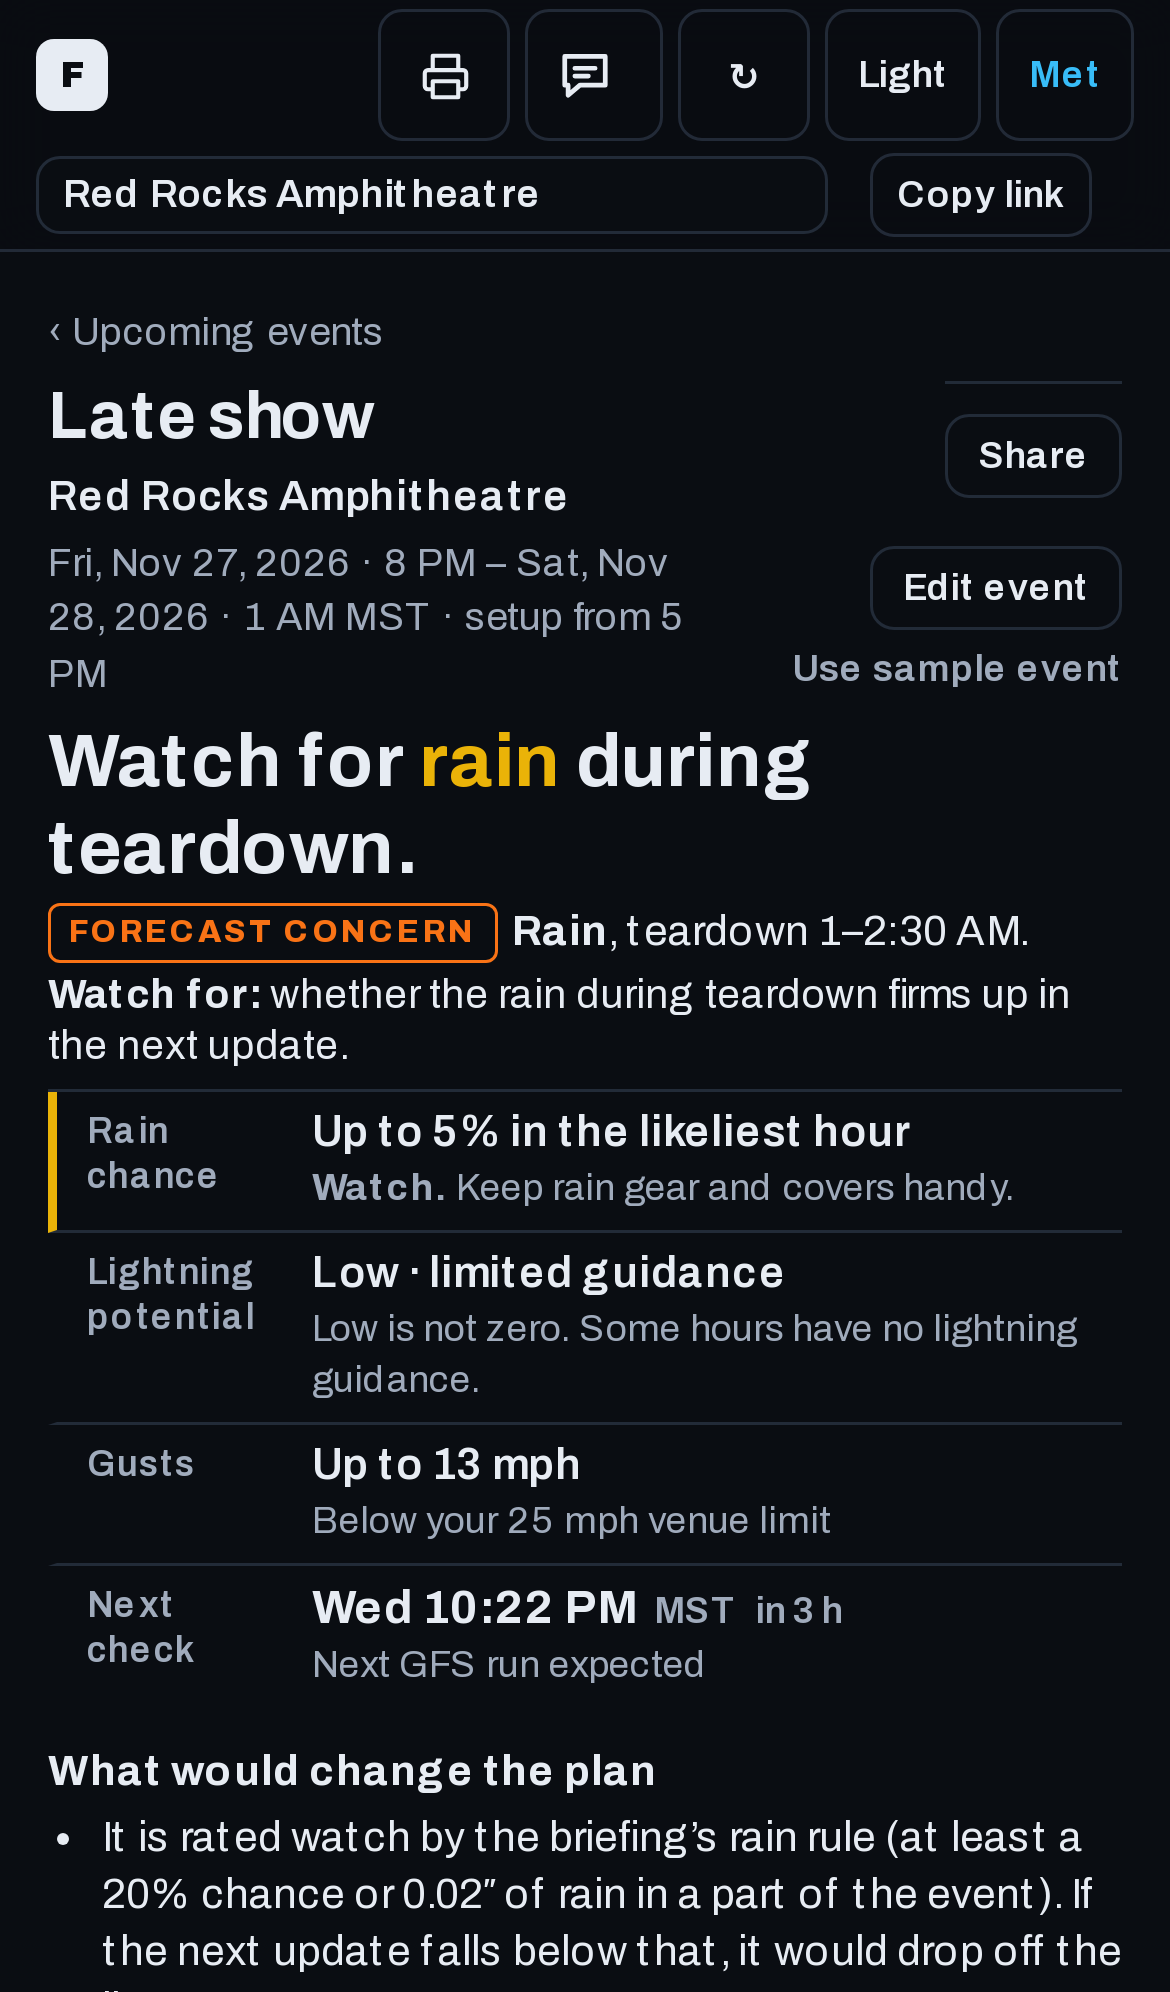 F
↻
Light
Met
Red Rocks Amphitheatre
Copy link
‹ Upcoming events
Late show
Share
Red Rocks Amphitheatre
Fri, Nov 27, 2026 · 8 PM – Sat, Nov
28, 2026 · 1 AM MST · setup from 5
PM
Edit event
Use sample event
Watch for rain during
teardown.
FORECAST CONCERN Rain, teardown 1–2:30 AM.
Watch for: whether the rain during teardown firms up in
the next update.
Rain
chance
Up to 5% in the likeliest hour
Watch. Keep rain gear and covers handy.
Lightning
potential
Low · limited guidance
Low is not zero. Some hours have no lightning
guidance.
Gusts
Up to 13 mph
Below your 25 mph venue limit
Next
check
Wed 10:22 PM MST in 3 h
Next GFS run expected
What would change the plan
• It is rated watch by the briefing’s rain rule (at least a
20% chance or 0.02″ of rain in a part of the event). If
the next update falls below that, it would drop off the